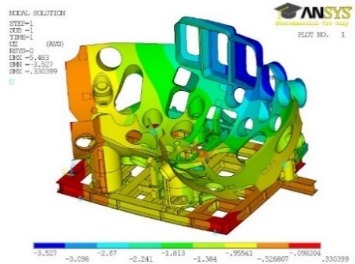 NODAL SOLUTION
STEP=1
SUB =1
TIME=1
UZ (AVG)
RSYS=0
DMX =5.483
SMN =-3.527
SMX =.330399
ANSYS
PLOT NO. 1
-3.527 -2.67 -1.813 -.95541 -.098204
-3.098 -2.241 -1.384 -.526807 .330399